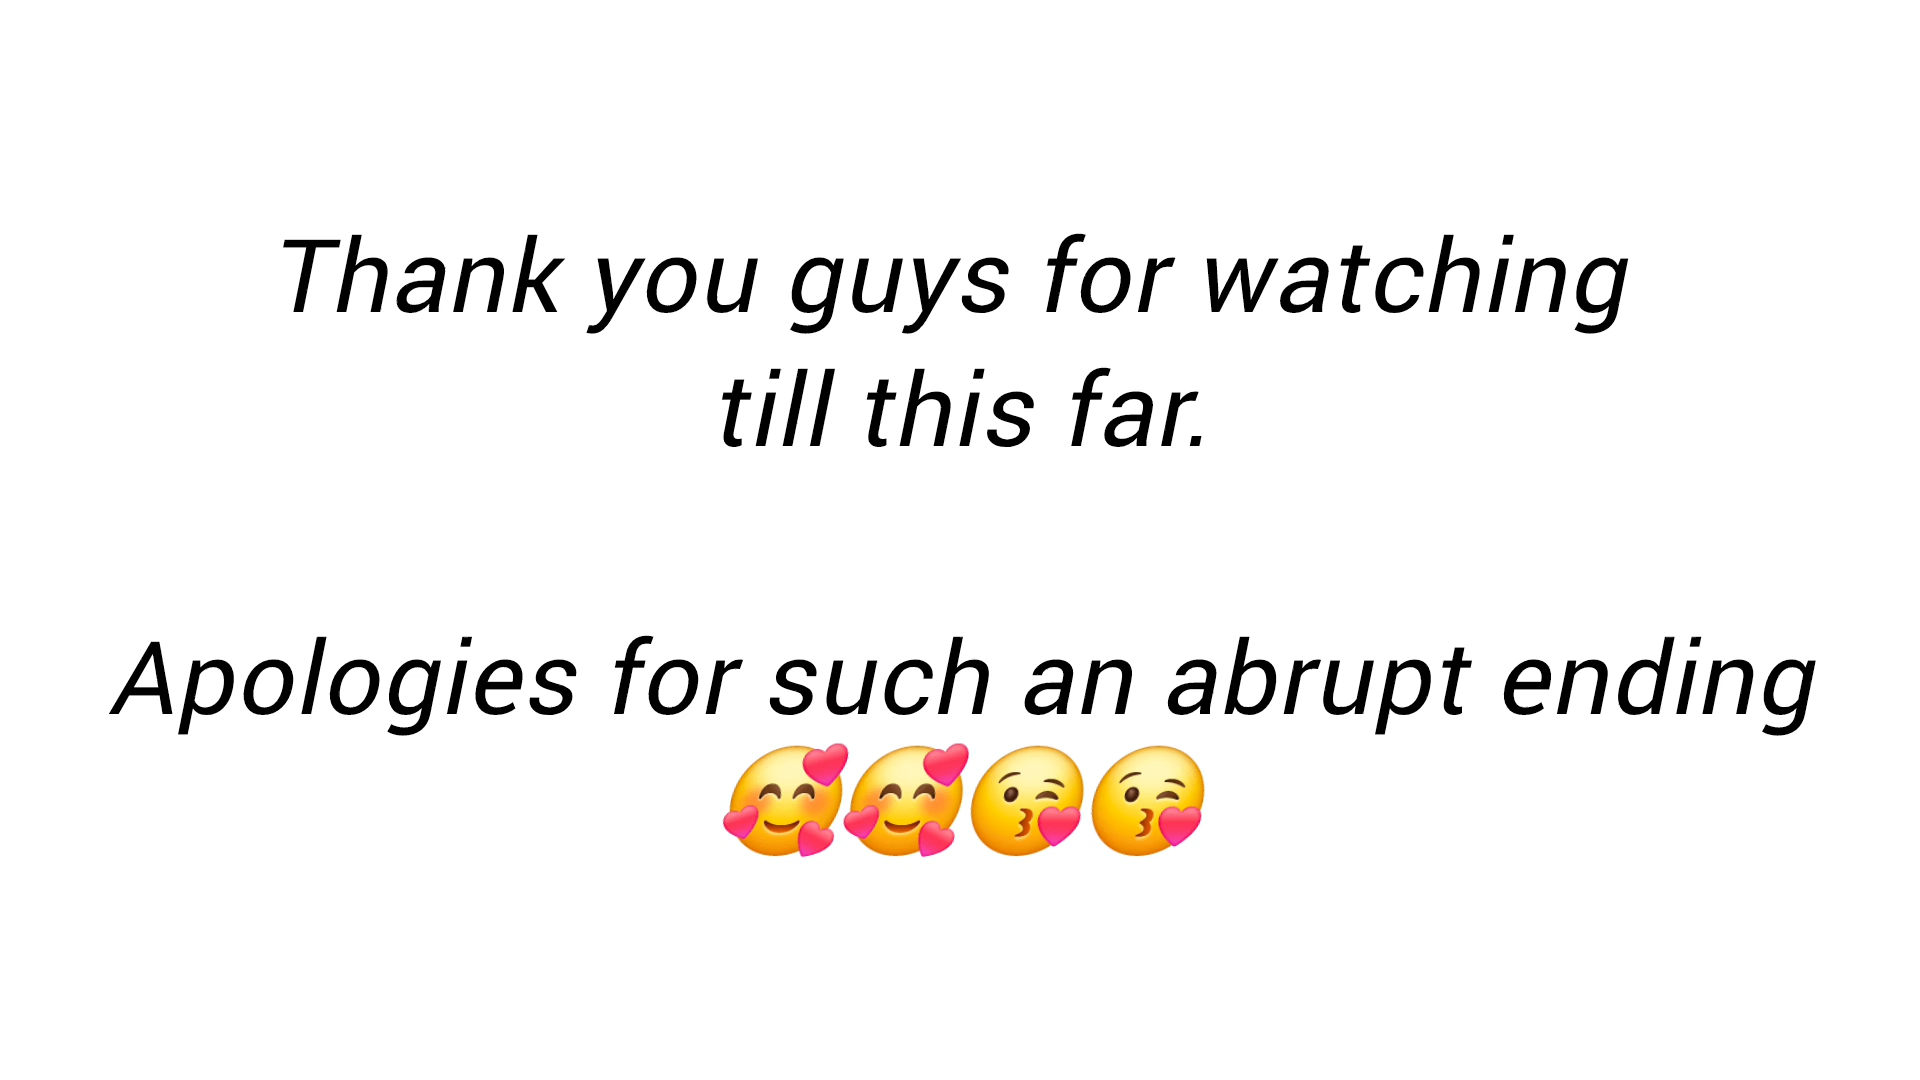 Thank you guys for watching
till this far.
Apologies for such an abrupt ending
🥰🥰😘😘